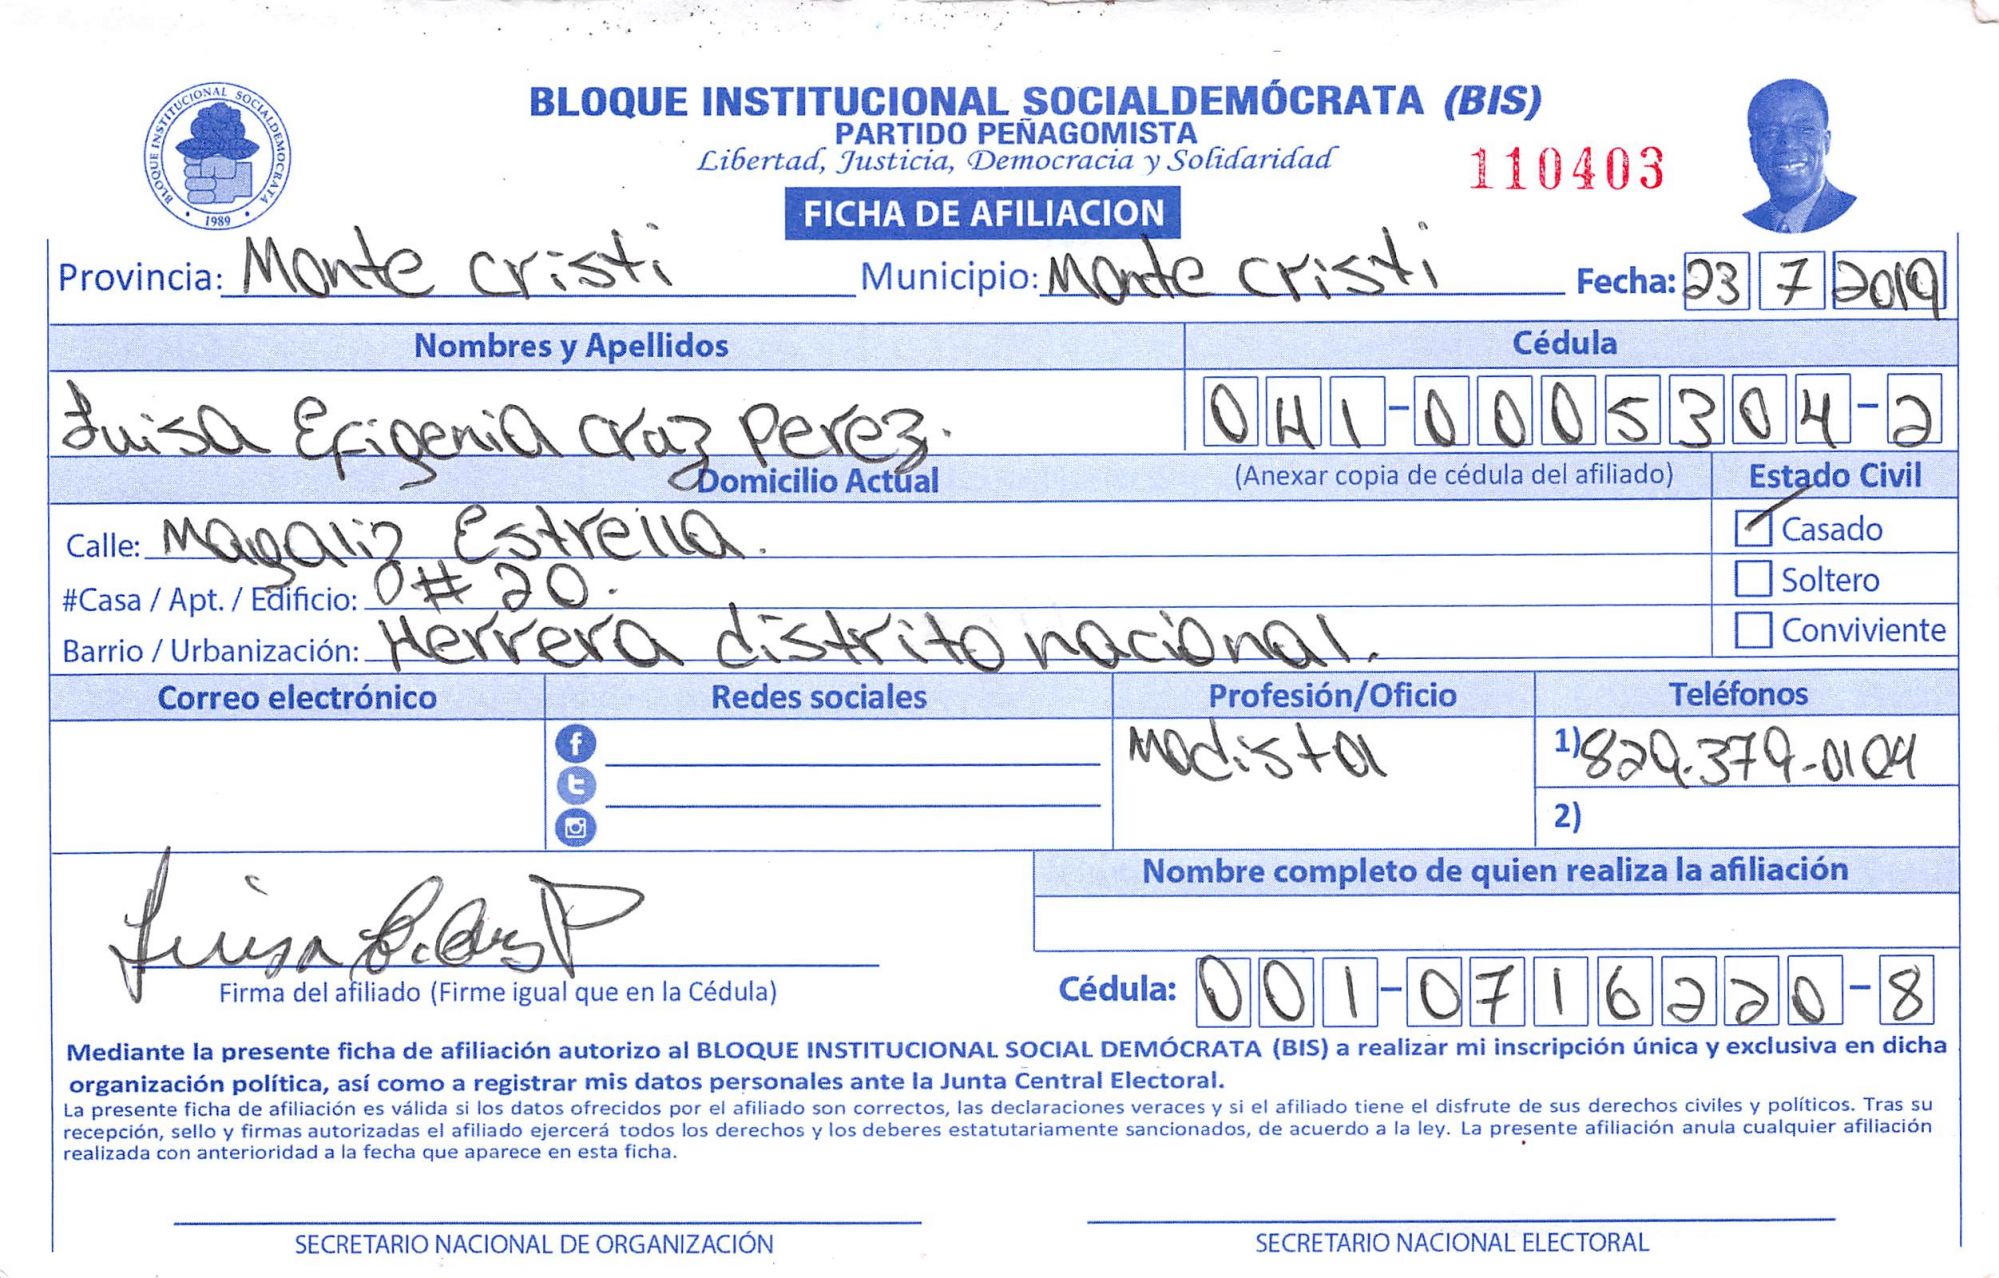 BLOQUE INSTITUCIONAL SOCIALDEMÓCRATA (BIS)
PARTIDO PEÑAGOMISTA
Libertad, Justicia, Democracia y Solidaridad
110403
BLOQUE INSTITUCIONAL SOCIALDEMOCRATA
• 1989 •
FICHA DE AFILIACION
Provincia: Monte Cristi Municipio: Monte Cristi Fecha: 23 7 2019
Nombres y Apellidos Cédula
Luisa Efigenia Cruz Perez. 041-0005304-2
Domicilio Actual (Anexar copia de cédula del afiliado) Estado Civil
Calle: Magaliz Estrella. Casado
#Casa / Apt. / Edificio: # 20. Soltero
Barrio / Urbanización: Herrera distrito nacional. Conviviente
Correo electrónico Redes sociales Profesión/Oficio Teléfonos
Modista 1) 829-379-0104
2)
Nombre completo de quien realiza la afiliación
Luisa E. Cruz P
Firma del afiliado (Firme igual que en la Cédula) Cédula: 001-0716220-8
Mediante la presente ficha de afiliación autorizo al BLOQUE INSTITUCIONAL SOCIAL DEMÓCRATA (BIS) a realizar mi inscripción única y exclusiva en dicha
organización política, así como a registrar mis datos personales ante la Junta Central Electoral.
La presente ficha de afiliación es válida si los datos ofrecidos por el afiliado son correctos, las declaraciones veraces y si el afiliado tiene el disfrute de sus derechos civiles y políticos. Tras su
recepción, sello y firmas autorizadas el afiliado ejercerá todos los derechos y los deberes estatutariamente sancionados, de acuerdo a la ley. La presente afiliación anula cualquier afiliación
realizada con anterioridad a la fecha que aparece en esta ficha.
SECRETARIO NACIONAL DE ORGANIZACIÓN SECRETARIO NACIONAL ELECTORAL